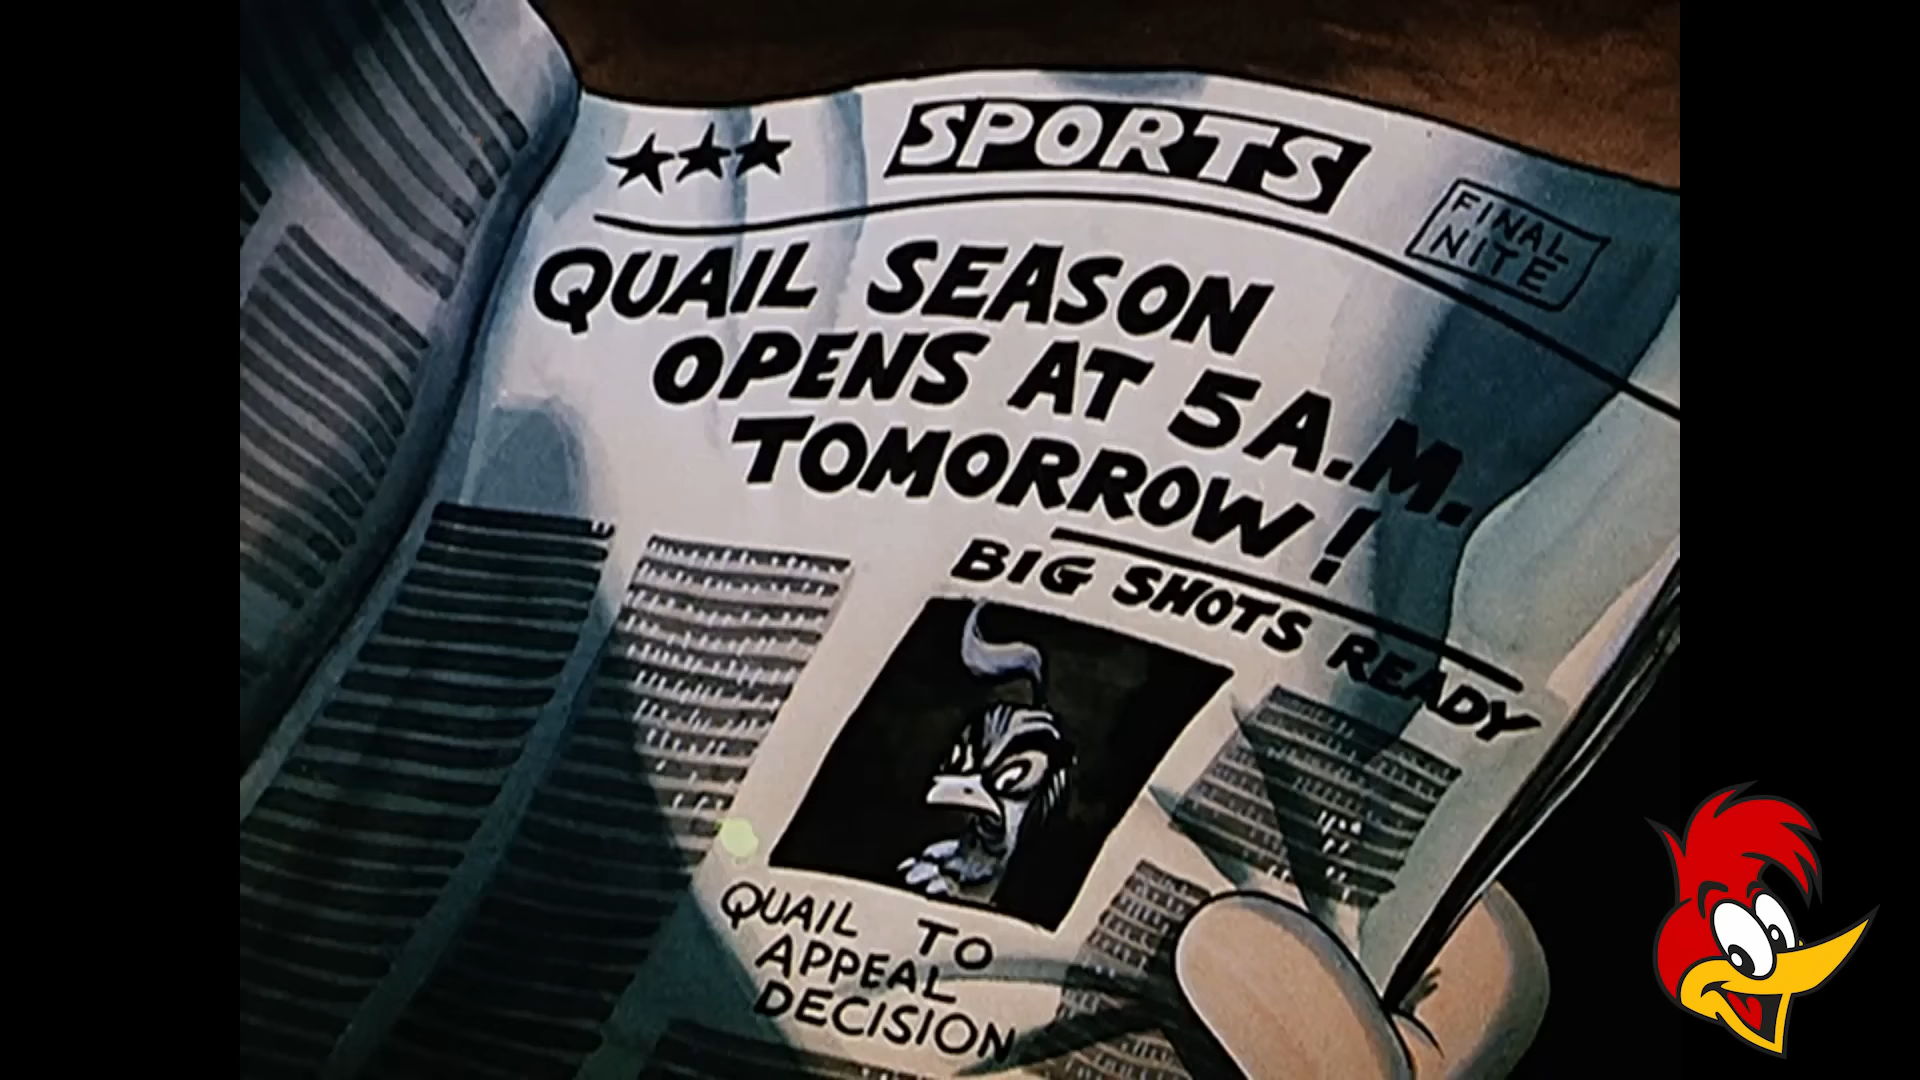 SPORTS
FINAL
NITE
QUAIL SEASON
OPENS AT 5 A.M.
TOMORROW!
BIG SHOTS READY
QUAIL TO
APPEAL
DECISION